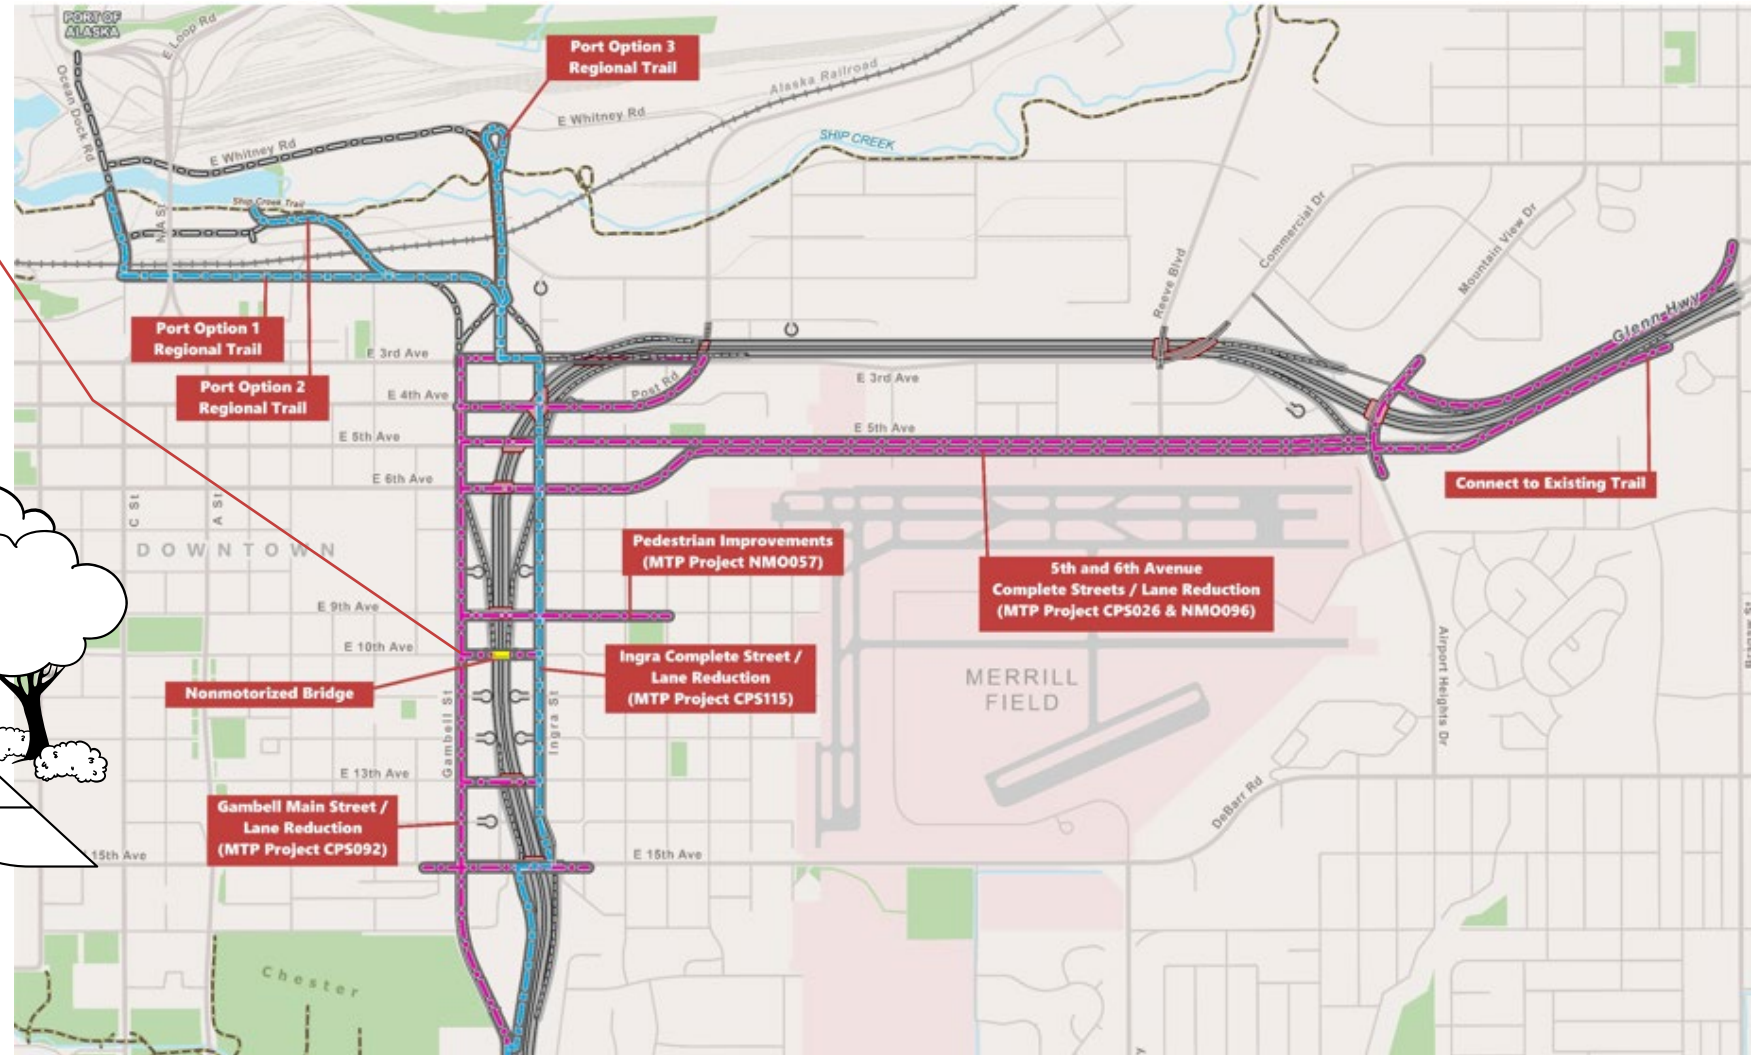 PORT OF
ALASKA
E Loop Rd
Port Option 3
Regional Trail
Ocean Dock Rd
Alaska Railroad
E Whitney Rd
E Whitney Rd
SHIP CREEK
Ship Creek Trail
N A St
Commercial Dr
Mountain View Dr
Reeve Blvd
Glenn Hwy
Port Option 1
Regional Trail
E 3rd Ave
E 3rd Ave
Port Option 2
Regional Trail
E 4th Ave
Post Rd
E 5th Ave
E 5th Ave
E 6th Ave
Connect to Existing Trail
C St
A St
DOWNTOWN
Pedestrian Improvements
(MTP Project NMO057)
5th and 6th Avenue
Complete Streets / Lane Reduction
(MTP Project CPS026 & NMO096)
E 9th Ave
E 10th Ave
Ingra Complete Street /
Lane Reduction
(MTP Project CPS115)
Nonmotorized Bridge
MERRILL
FIELD
Airport Heights Dr
Bragaw St
Gambell St
Ingra St
E 13th Ave
Gambell Main Street /
Lane Reduction
(MTP Project CPS092)
DeBarr Rd
15th Ave
E 15th Ave
Chester